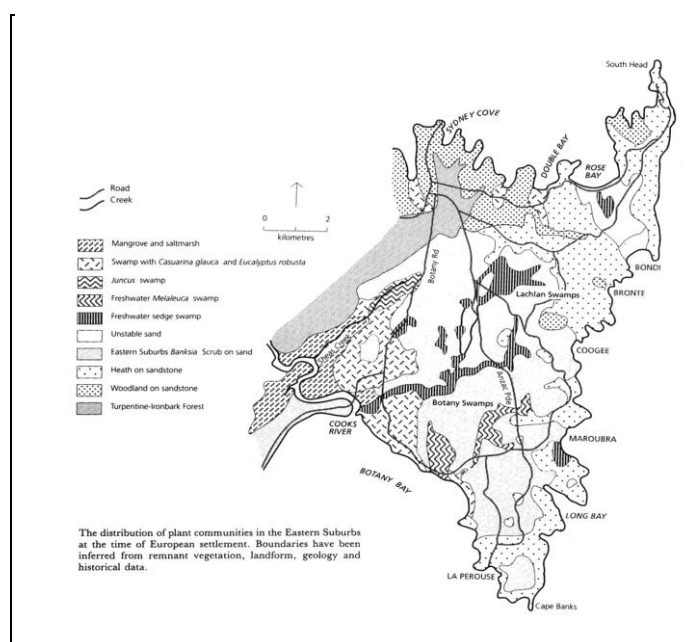 South Head
SYDNEY COVE
DOUBLE BAY
ROSE
BAY
Road
Creek
0 2
kilometres
Mangrove and saltmarsh
Swamp with Casuarina glauca and Eucalyptus robusta
Juncus swamp
Freshwater Melaleuca swamp
Freshwater sedge swamp
Unstable sand
Eastern Suburbs Banksia Scrub on sand
Heath on sandstone
Woodland on sandstone
Turpentine-Ironbark Forest
Botany Rd
BONDI
Lachlan Swamps
BRONTE
COOGEE
Sheas Creek
Anzac Pde
Botany Swamps
COOKS
RIVER
MAROUBRA
BOTANY BAY
LONG BAY
The distribution of plant communities in the Eastern Suburbs
at the time of European settlement. Boundaries have been
inferred from remnant vegetation, landform, geology and
historical data.
LA PEROUSE
Cape Banks